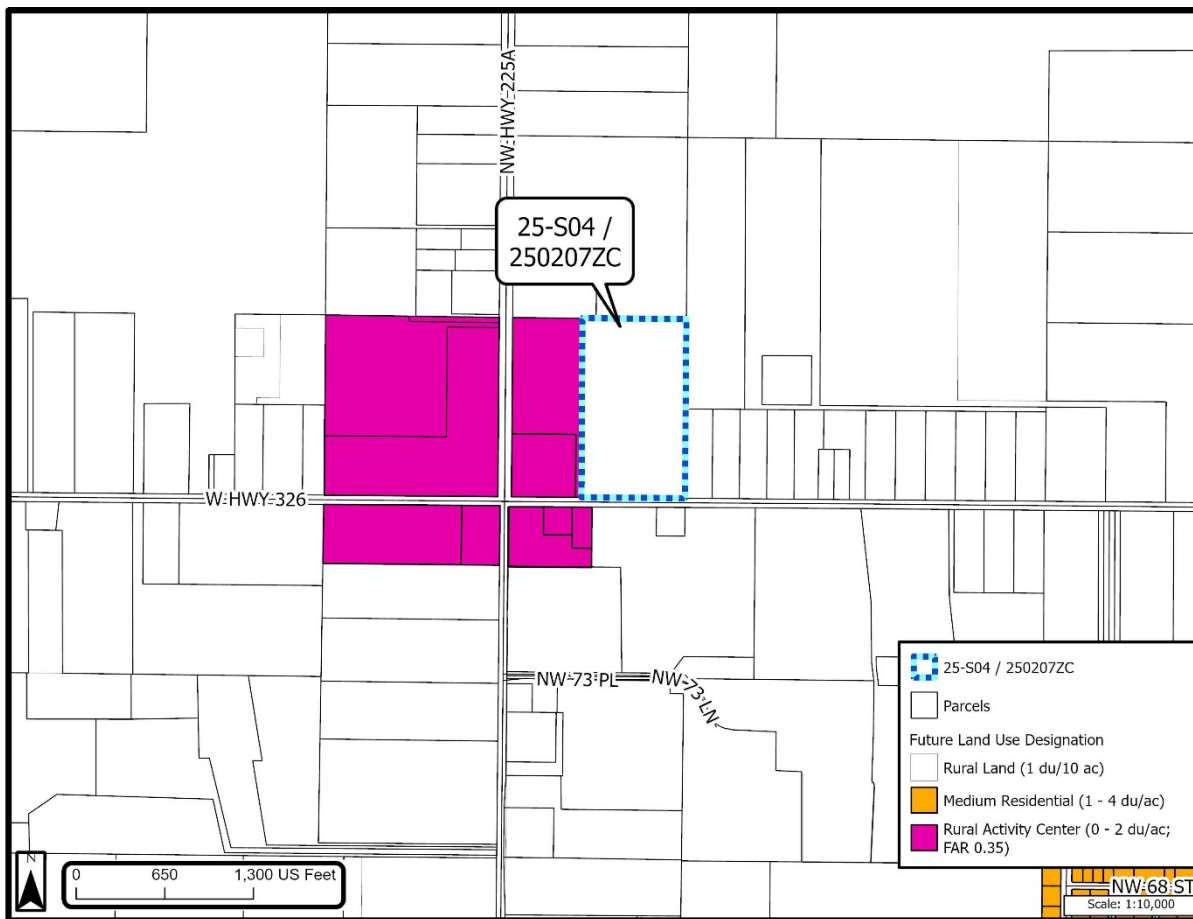 NW HWY 225A
25-S04 /
250207ZC
W HWY 326
NW 73 PL
NW 73 LN
25-S04 / 250207ZC
Parcels
Future Land Use Designation
Rural Land (1 du/10 ac)
Medium Residential (1 - 4 du/ac)
Rural Activity Center (0 - 2 du/ac;
FAR 0.35)
N
0 650 1,300 US Feet
NW 68 ST
Scale: 1:10,000